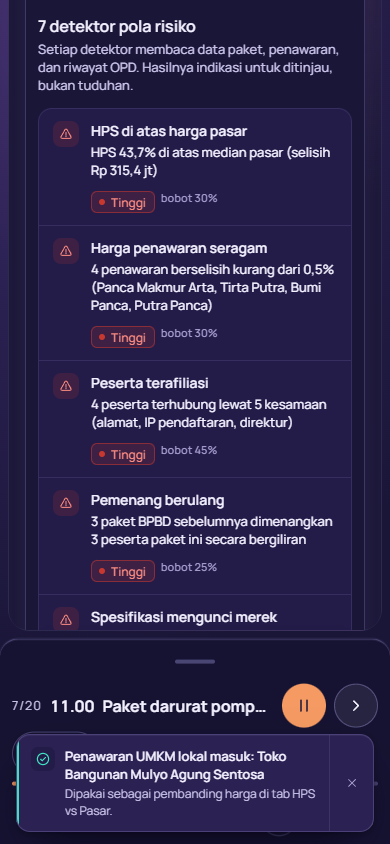 7 detektor pola risiko
Setiap detektor membaca data paket, penawaran,
dan riwayat OPD. Hasilnya indikasi untuk ditinjau,
bukan tuduhan.
HPS di atas harga pasar
HPS 43,7% di atas median pasar (selisih
Rp 315,4 jt)
Tinggi bobot 30%
Harga penawaran seragam
4 penawaran berselisih kurang dari 0,5%
(Panca Makmur Arta, Tirta Putra, Bumi
Panca, Putra Panca)
Tinggi bobot 30%
Peserta terafiliasi
4 peserta terhubung lewat 5 kesamaan
(alamat, IP pendaftaran, direktur)
Tinggi bobot 45%
Pemenang berulang
3 paket BPBD sebelumnya dimenangkan
3 peserta paket ini secara bergiliran
Tinggi bobot 25%
Spesifikasi mengunci merek
7/20 11.00 Paket darurat pomp...
Penawaran UMKM lokal masuk: Toko
Bangunan Mulyo Agung Sentosa
Dipakai sebagai pembanding harga di tab HPS
vs Pasar.